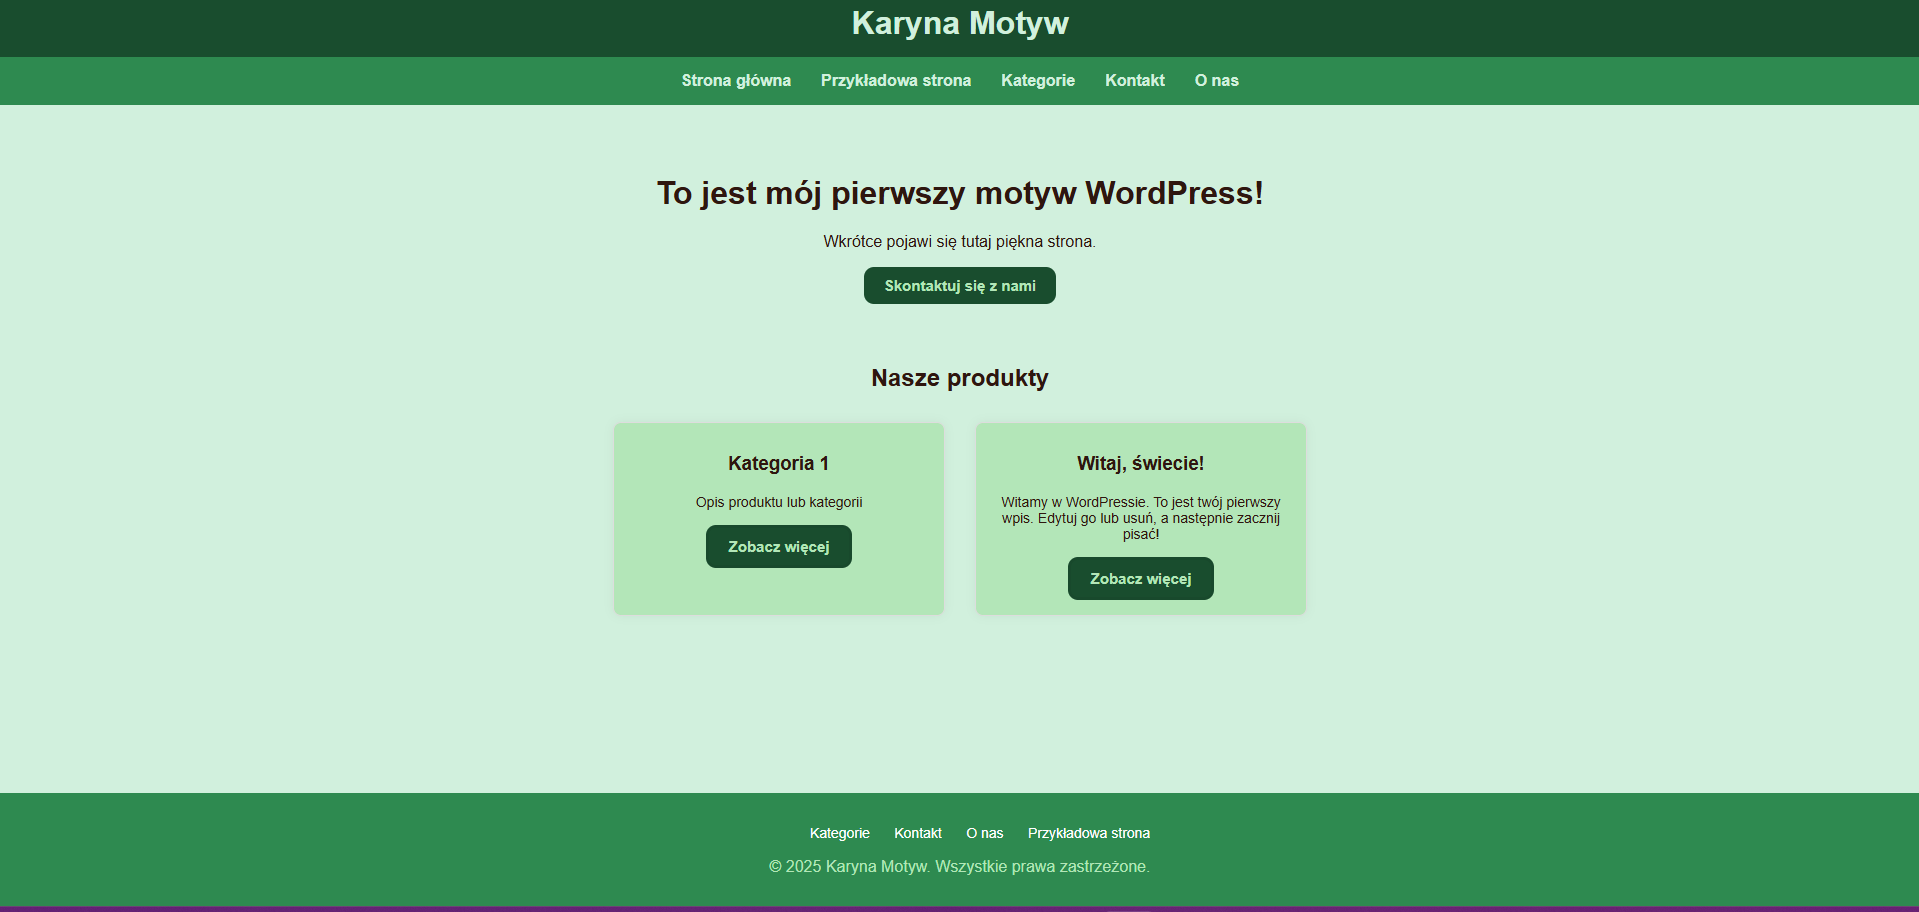 Karyna Motyw
Strona główna Przykładowa strona Kategorie Kontakt O nas
To jest mój pierwszy motyw WordPress!
Wkrótce pojawi się tutaj piękna strona.
Skontaktuj się z nami
Nasze produkty
Kategoria 1
Opis produktu lub kategorii
Zobacz więcej
Witaj, świecie!
Witamy w WordPressie. To jest twój pierwszy
wpis. Edytuj go lub usuń, a następnie zacznij
pisać!
Zobacz więcej
Kategorie Kontakt O nas Przykładowa strona
© 2025 Karyna Motyw. Wszystkie prawa zastrzeżone.